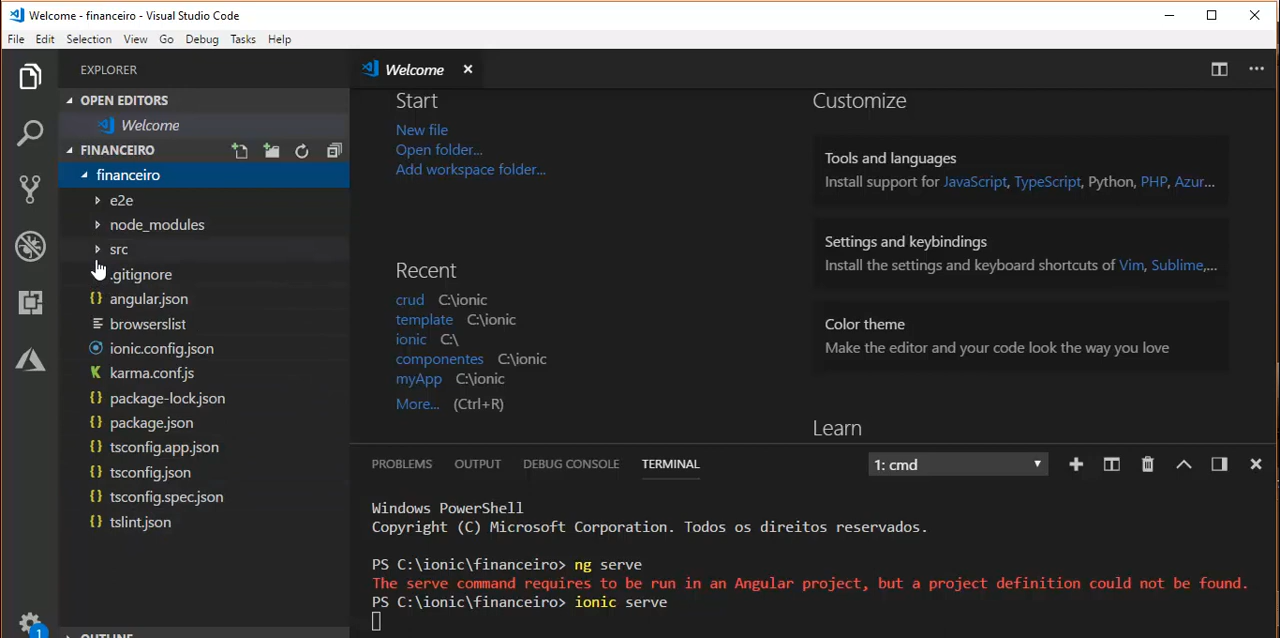 Welcome - financeiro - Visual Studio Code
File Edit Selection View Go Debug Tasks Help
EXPLORER
OPEN EDITORS
Welcome
FINANCEIRO
financeiro
e2e
node_modules
src
.gitignore
angular.json
browserslist
ionic.config.json
karma.conf.js
package-lock.json
package.json
tsconfig.app.json
tsconfig.json
tsconfig.spec.json
tslint.json
OUTLINE
1
Welcome
Start
New file
Open folder...
Add workspace folder...
Recent
crud C:\ionic
template C:\ionic
ionic C:\
componentes C:\ionic
myApp C:\ionic
More... (Ctrl+R)
Customize
Tools and languages
Install support for JavaScript, TypeScript, Python, PHP, Azur...
Settings and keybindings
Install the settings and keyboard shortcuts of Vim, Sublime,...
Color theme
Make the editor and your code look the way you love
Learn
PROBLEMS OUTPUT DEBUG CONSOLE TERMINAL 1: cmd
Windows PowerShell
Copyright (C) Microsoft Corporation. Todos os direitos reservados.
PS C:\ionic\financeiro> ng serve
The serve command requires to be run in an Angular project, but a project definition could not be found.
PS C:\ionic\financeiro> ionic serve